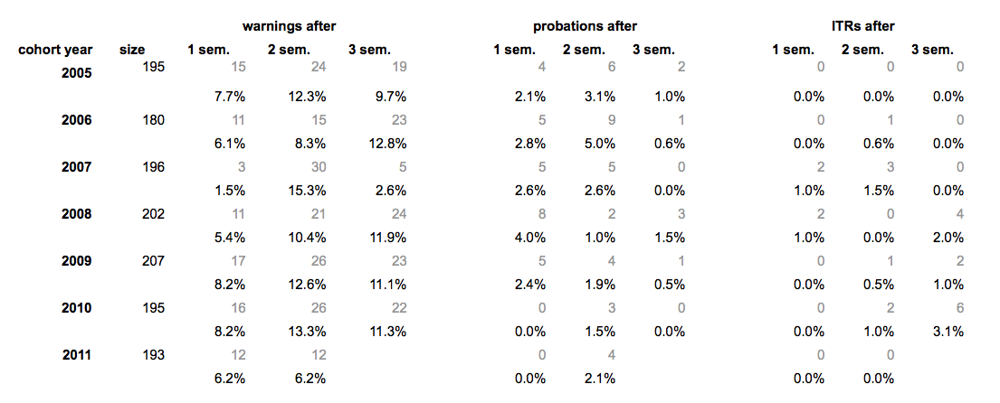 warnings after probations after ITRs after
cohort year size 1 sem. 2 sem. 3 sem. 1 sem. 2 sem. 3 sem. 1 sem. 2 sem. 3 sem.
2005 195 15 24 19 4 6 2 0 0 0
7.7% 12.3% 9.7% 2.1% 3.1% 1.0% 0.0% 0.0% 0.0%
2006 180 11 15 23 5 9 1 0 1 0
6.1% 8.3% 12.8% 2.8% 5.0% 0.6% 0.0% 0.6% 0.0%
2007 196 3 30 5 5 5 0 2 3 0
1.5% 15.3% 2.6% 2.6% 2.6% 0.0% 1.0% 1.5% 0.0%
2008 202 11 21 24 8 2 3 2 0 4
5.4% 10.4% 11.9% 4.0% 1.0% 1.5% 1.0% 0.0% 2.0%
2009 207 17 26 23 5 4 1 0 1 2
8.2% 12.6% 11.1% 2.4% 1.9% 0.5% 0.0% 0.5% 1.0%
2010 195 16 26 22 0 3 0 0 2 6
8.2% 13.3% 11.3% 0.0% 1.5% 0.0% 0.0% 1.0% 3.1%
2011 193 12 12 0 4 0 0
6.2% 6.2% 0.0% 2.1% 0.0% 0.0%